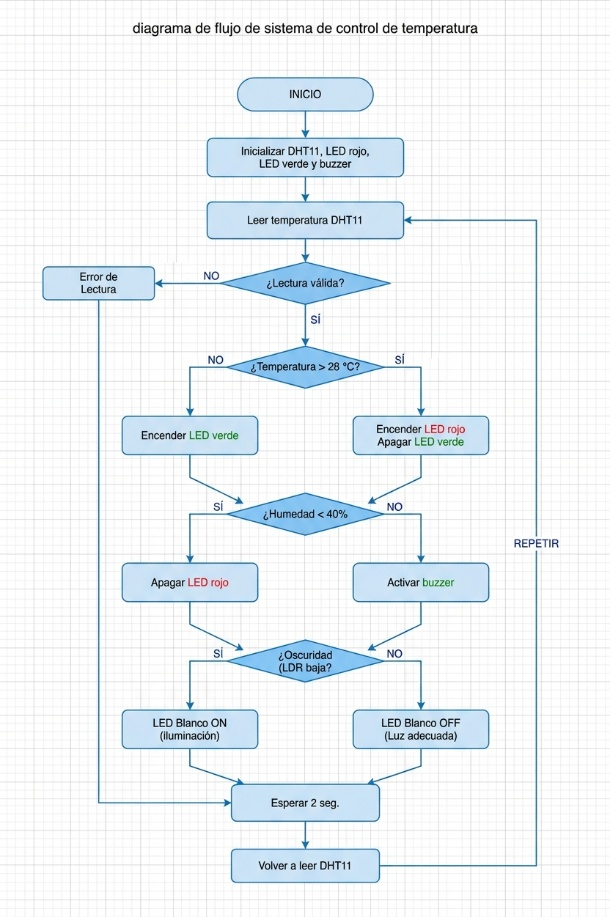 diagrama de flujo de sistema de control de temperatura
INICIO
Inicializar DHT11, LED rojo,
LED verde y buzzer
Leer temperatura DHT11
¿Lectura válida?
NO
Error de
Lectura
SÍ
¿Temperatura > 28 °C?
NO
SÍ
Encender LED verde
Encender LED rojo
Apagar LED verde
¿Humedad < 40%
SÍ
NO
Apagar LED rojo
Activar buzzer
REPETIR
¿Oscuridad
(LDR baja?
SÍ
NO
LED Blanco ON
(iluminación)
LED Blanco OFF
(Luz adecuada)
Esperar 2 seg.
Volver a leer DHT11